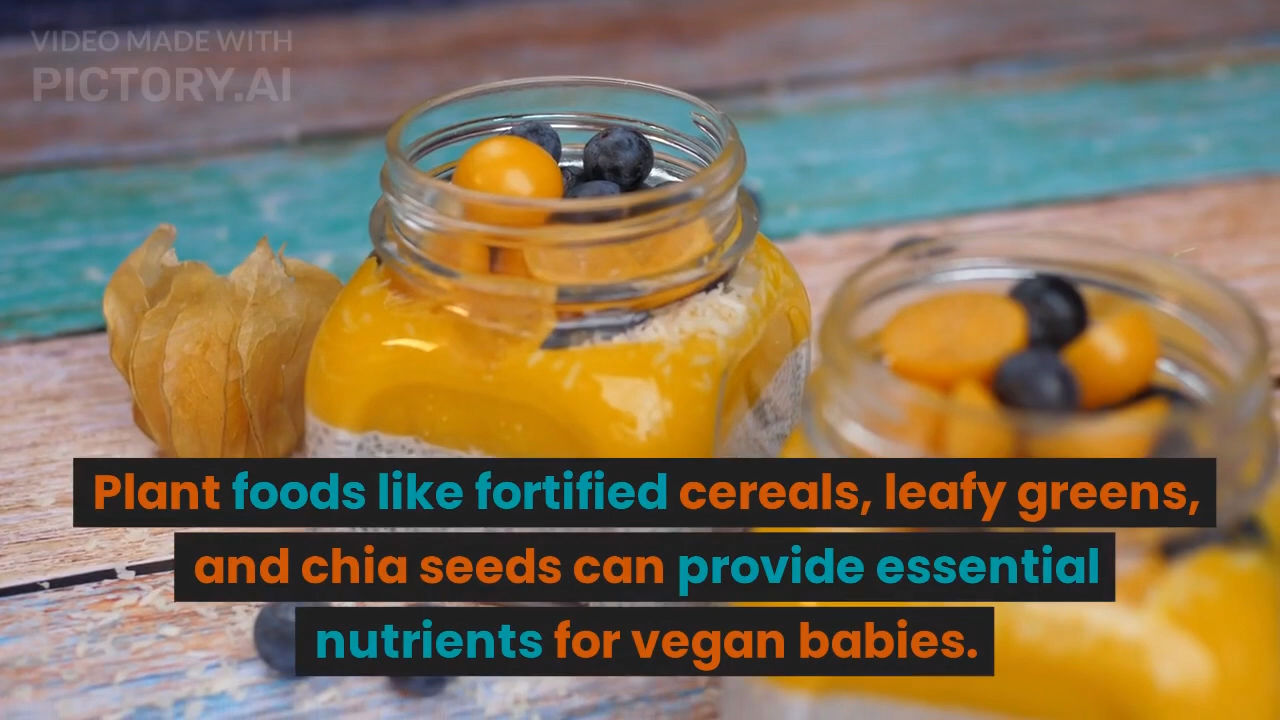 VIDEO MADE WITH
PICTORY.AI
Plant foods like fortified cereals, leafy greens,
and chia seeds can provide essential
nutrients for vegan babies.